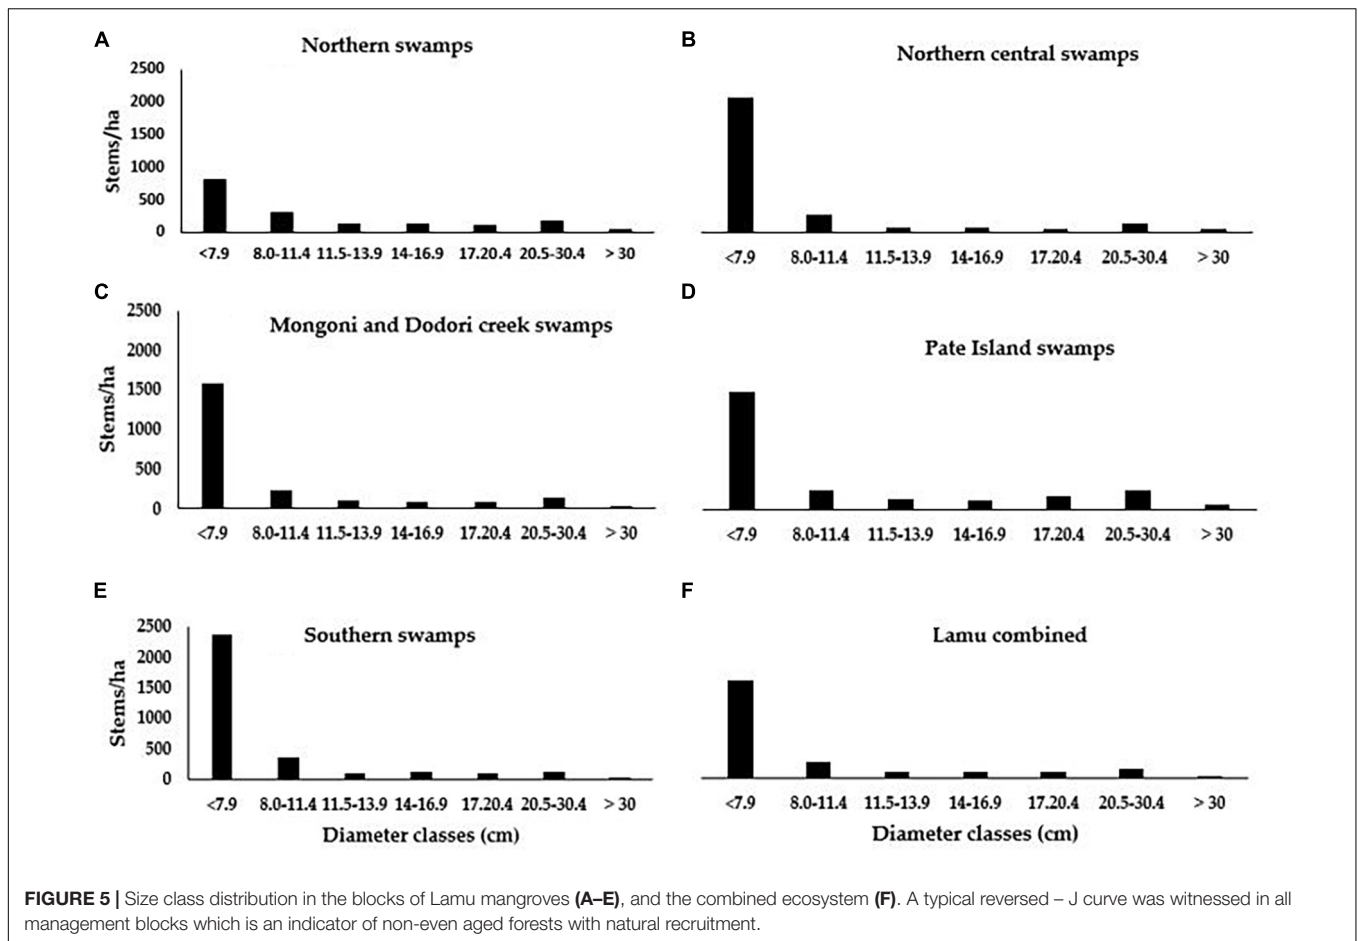 A
Northern swamps
2500
2000
1500
1000
500
0
Stems/ha
<7.9 8.0-11.4 11.5-13.9 14-16.9 17.20.4 20.5-30.4 > 30
B
Northern central swamps
<7.9 8.0-11.4 11.5-13.9 14-16.9 17.20.4 20.5-30.4 > 30
C
Mongoni and Dodori creek swamps
2500
2000
1500
1000
500
0
Stems/ha
<7.9 8.0-11.4 11.5-13.9 14-16.9 17.20.4 20.5-30.4 > 30
D
Pate Island swamps
<7.9 8.0-11.4 11.5-13.9 14-16.9 17.20.4 20.5-30.4 > 30
E
Southern swamps
2500
2000
1500
1000
500
0
Stems/ha
<7.9 8.0-11.4 11.5-13.9 14-16.9 17.20.4 20.5-30.4 > 30
Diameter classes (cm)
F
Lamu combined
<7.9 8.0-11.4 11.5-13.9 14-16.9 17.20.4 20.5-30.4 > 30
Diameter classes (cm)
FIGURE 5 | Size class distribution in the blocks of Lamu mangroves (A–E), and the combined ecosystem (F). A typical reversed – J curve was witnessed in all
management blocks which is an indicator of non-even aged forests with natural recruitment.